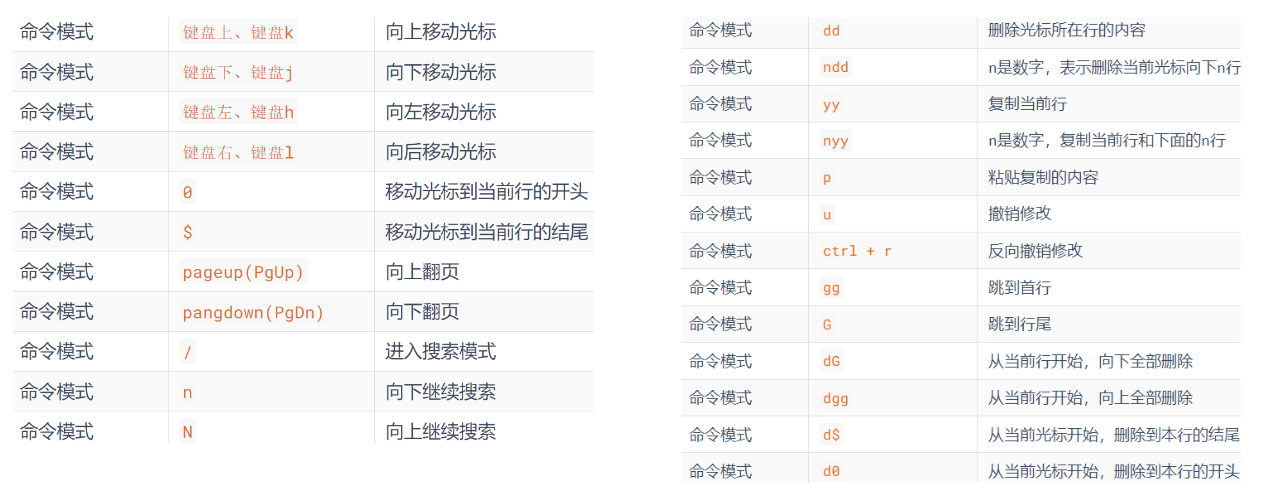 命令模式 键盘上、键盘k 向上移动光标
命令模式 键盘下、键盘j 向下移动光标
命令模式 键盘左、键盘h 向左移动光标
命令模式 键盘右、键盘l 向后移动光标
命令模式 0 移动光标到当前行的开头
命令模式 $ 移动光标到当前行的结尾
命令模式 pageup(PgUp) 向上翻页
命令模式 pangdown(PgDn) 向下翻页
命令模式 / 进入搜索模式
命令模式 n 向下继续搜索
命令模式 N 向上继续搜索
命令模式 dd 删除光标所在行的内容
命令模式 ndd n是数字，表示删除当前光标向下n行
命令模式 yy 复制当前行
命令模式 nyy n是数字，复制当前行和下面的n行
命令模式 p 粘贴复制的内容
命令模式 u 撤销修改
命令模式 ctrl + r 反向撤销修改
命令模式 gg 跳到首行
命令模式 G 跳到行尾
命令模式 dG 从当前行开始，向下全部删除
命令模式 dgg 从当前行开始，向上全部删除
命令模式 d$ 从当前光标开始，删除到本行的结尾
命令模式 d0 从当前光标开始，删除到本行的开头